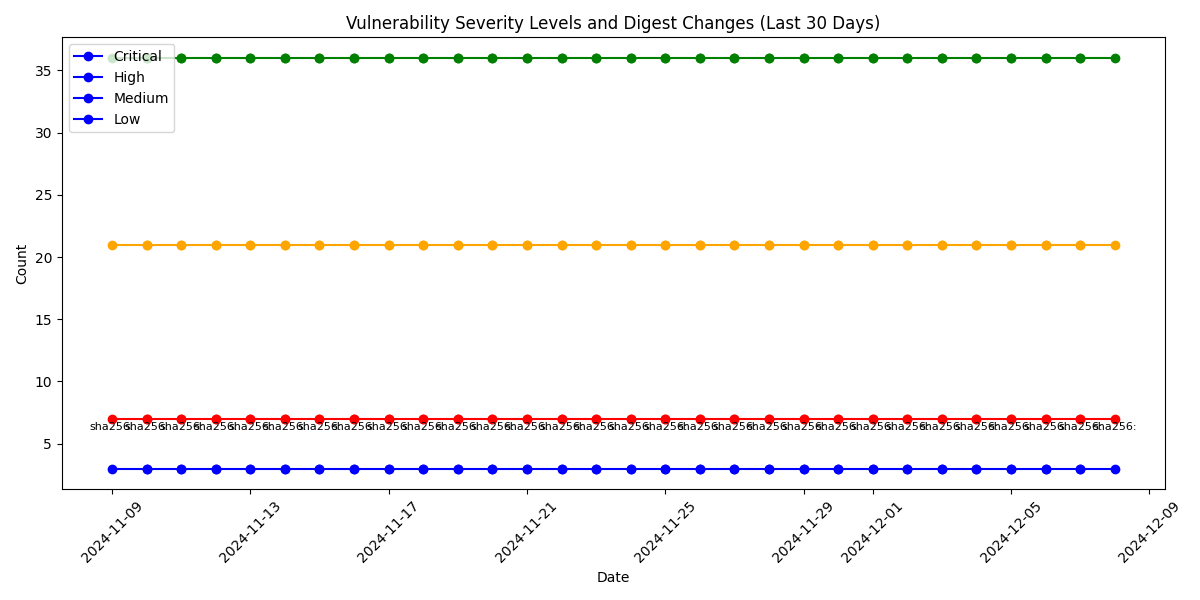 Vulnerability Severity Levels and Digest Changes (Last 30 Days)
Critical
High
Medium
Low
35
30
25
20
15
10
5
Count
sha256: sha256: sha256: sha256: sha256: sha256: sha256: sha256: sha256: sha256: sha256: sha256: sha256: sha256: sha256: sha256: sha256: sha256: sha256: sha256: sha256: sha256: sha256: sha256: sha256: sha256: sha256: sha256: sha256: sha256:
2024-11-09
2024-11-13
2024-11-17
2024-11-21
2024-11-25
2024-11-29
2024-12-01
2024-12-05
2024-12-09
Date